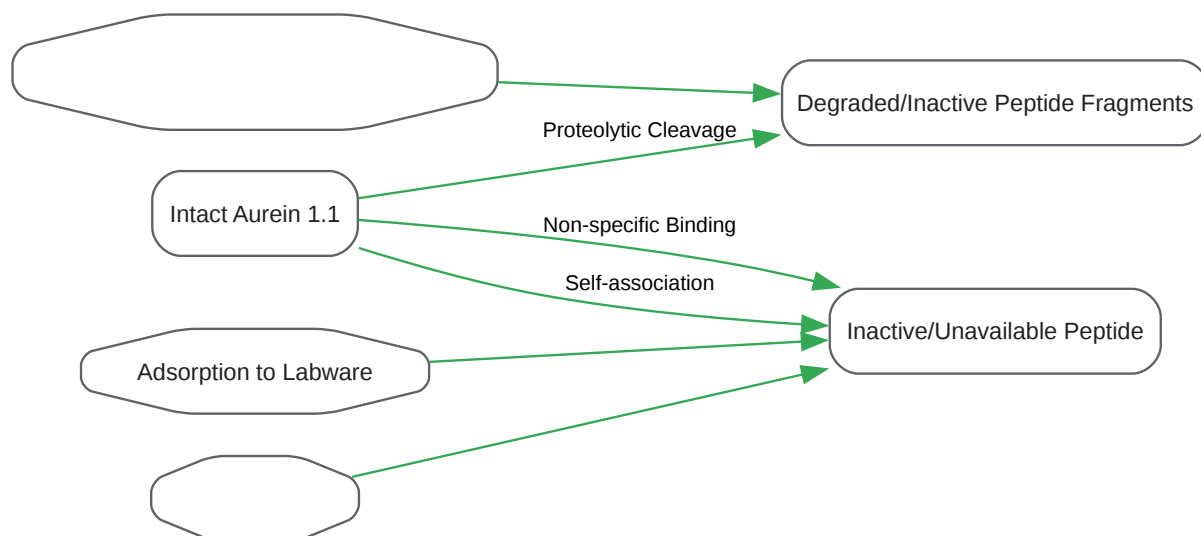 Degraded/Inactive Peptide Fragments
Proteolytic Cleavage
Intact Aurein 1.1
Non-specific Binding
Self-association
Inactive/Unavailable Peptide
Adsorption to Labware